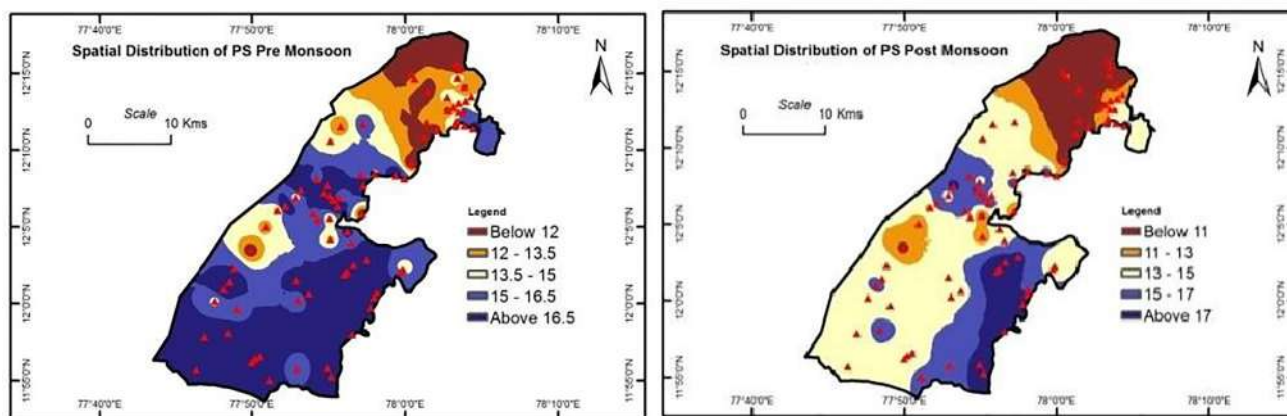 77°40'0"E 77°50'0"E 78°0'0"E 78°10'0"E
Spatial Distribution of PS Pre Monsoon
N
Scale
0 10 Kms
12°15'0"N
12°10'0"N
12°5'0"N
12°0'0"N
11°55'0"N
Legend
Below 12
12 - 13.5
13.5 - 15
15 - 16.5
Above 16.5
12°15'0"N
12°10'0"N
12°5'0"N
12°0'0"N
11°55'0"N
77°40'0"E 77°50'0"E 78°0'0"E 78°10'0"E
77°40'0"E 77°50'0"E 78°0'0"E 78°10'0"E
Spatial Distribution of PS Post Monsoon
N
Scale
0 10 Kms
Legend
Below 11
11 - 13
13 - 15
15 - 17
Above 17
77°40'0"E 77°50'0"E 78°0'0"E 78°10'0"E